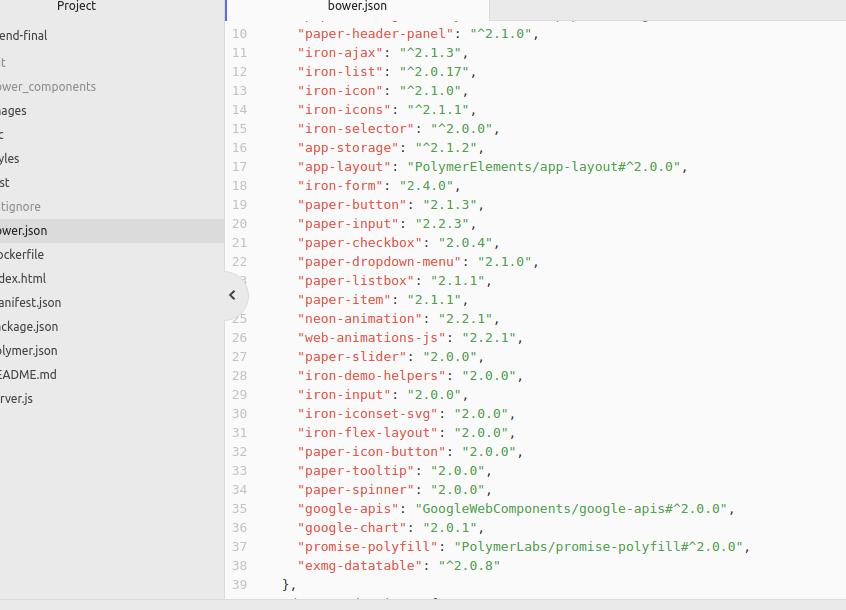 Project
bower.json
end-final
t
ower_components
ages
c
yles
st
tignore
ower.json
ockerfile
dex.html
anifest.json
ackage.json
olymer.json
EADME.md
rver.js
10 "paper-header-panel": "^2.1.0",
11 "iron-ajax": "^2.1.3",
12 "iron-list": "^2.0.17",
13 "iron-icon": "^2.1.0",
14 "iron-icons": "^2.1.1",
15 "iron-selector": "^2.0.0",
16 "app-storage": "^2.1.2",
17 "app-layout": "PolymerElements/app-layout#^2.0.0",
18 "iron-form": "2.4.0",
19 "paper-button": "2.1.3",
20 "paper-input": "2.2.3",
21 "paper-checkbox": "2.0.4",
22 "paper-dropdown-menu": "2.1.0",
3 "paper-listbox": "2.1.1",
"paper-item": "2.1.1",
25 "neon-animation": "2.2.1",
26 "web-animations-js": "2.2.1",
27 "paper-slider": "2.0.0",
28 "iron-demo-helpers": "2.0.0",
29 "iron-input": "2.0.0",
30 "iron-iconset-svg": "2.0.0",
31 "iron-flex-layout": "2.0.0",
32 "paper-icon-button": "2.0.0",
33 "paper-tooltip": "2.0.0",
34 "paper-spinner": "2.0.0",
35 "google-apis": "GoogleWebComponents/google-apis#^2.0.0",
36 "google-chart": "2.0.1",
37 "promise-polyfill": "PolymerLabs/promise-polyfill#^2.0.0",
38 "exmg-datatable": "^2.0.8"
39 },